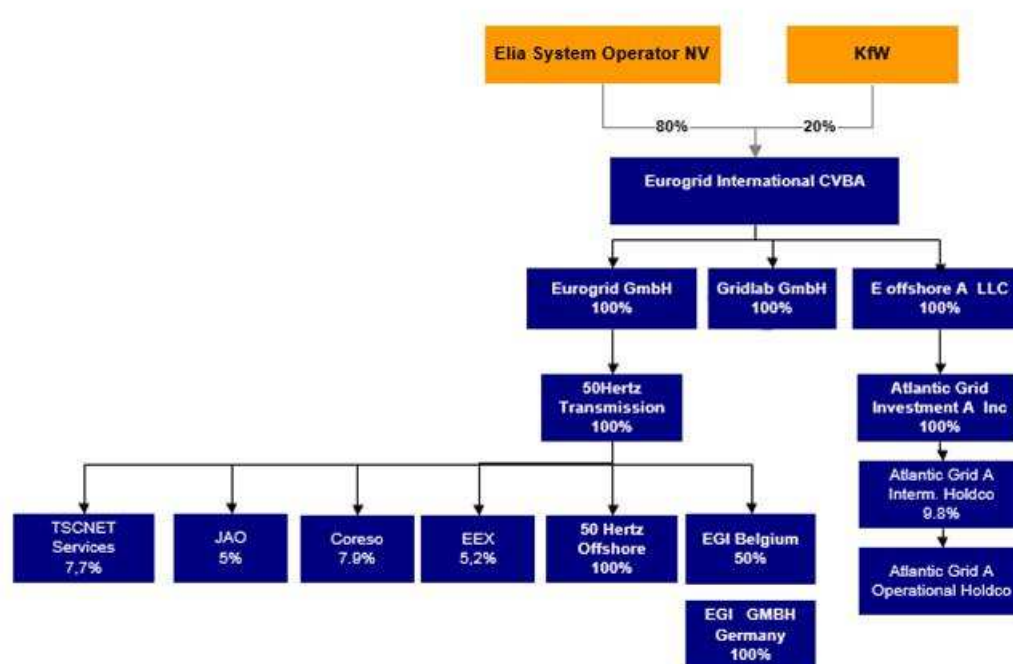 Elia System Operator NV
KfW
80%
20%
Eurogrid International CVBA
Eurogrid GmbH
100%
Gridlab GmbH
100%
E offshore A LLC
100%
50Hertz
Transmission
100%
Atlantic Grid
Investment A Inc
100%
Atlantic Grid A
Interm. Holdco
9.8%
TSCNET
Services
7,7%
JAO
5%
Coreso
7.9%
EEX
5,2%
50 Hertz
Offshore
100%
EGI Belgium
50%
Atlantic Grid A
Operational Holdco
EGI GMBH
Germany
100%